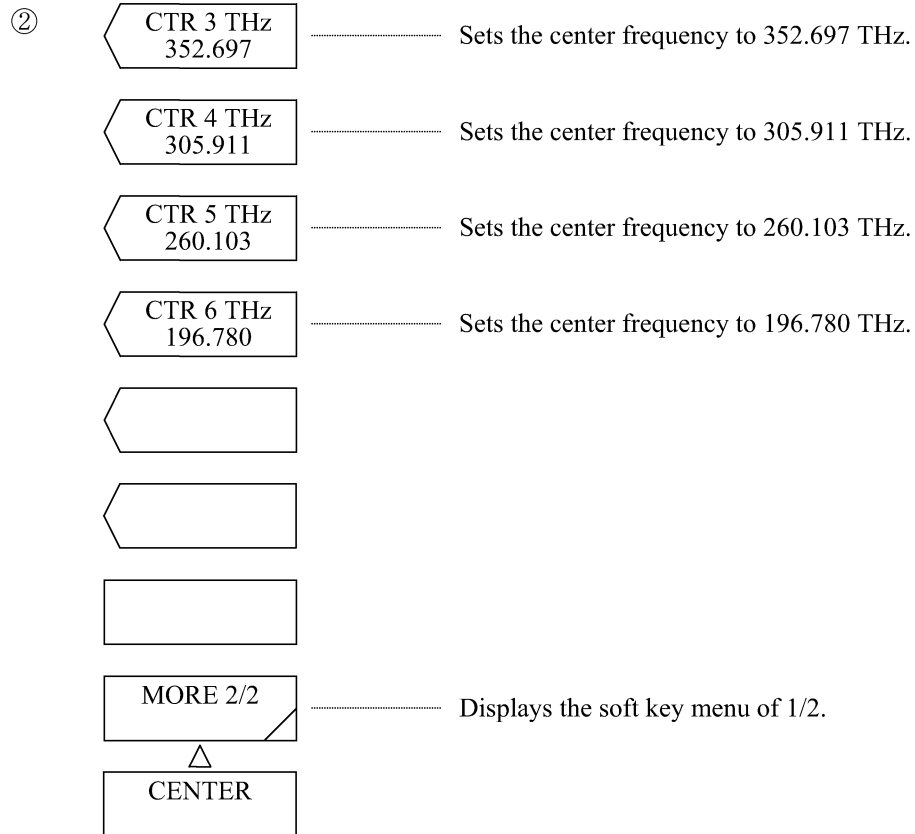 ②
CTR 3 THz
352.697
Sets the center frequency to 352.697 THz.
CTR 4 THz
305.911
Sets the center frequency to 305.911 THz.
CTR 5 THz
260.103
Sets the center frequency to 260.103 THz.
CTR 6 THz
196.780
Sets the center frequency to 196.780 THz.
MORE 2/2
Displays the soft key menu of 1/2.
CENTER